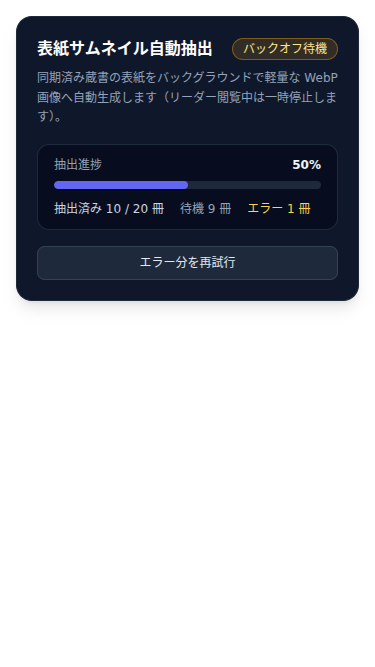 表紙サムネイル自動抽出 バックオフ待機
同期済み蔵書の表紙をバックグラウンドで軽量な WebP
画像へ自動生成します（リーダー閲覧中は一時停止しま
す）。
抽出進捗 50%
抽出済み 10 / 20 冊 待機 9 冊 エラー 1 冊
エラー分を再試行